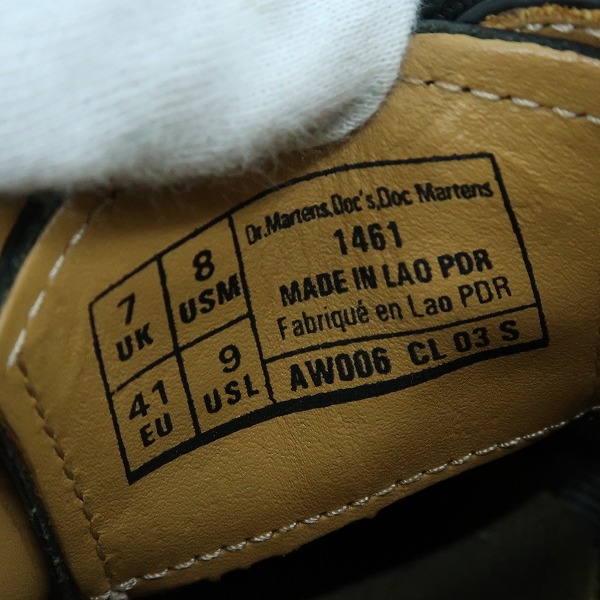 7
UK
8
USM
41
EU
9
USL
Dr.Martens,Doc's,Doc Martens
1461
MADE IN LAO PDR
Fabriqué en Lao PDR
AW006 CL 03 S